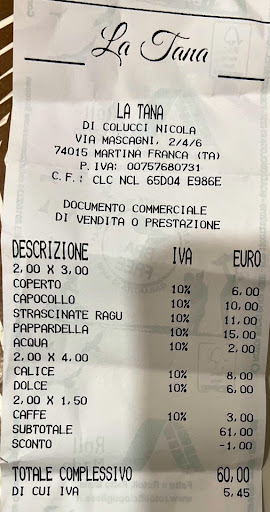 La Tana
LA TANA
DI COLUCCI NICOLA
VIA MASCAGNI, 2/4/6
74015 MARTINA FRANCA (TA)
P.IVA: 00757680731
C.F.: CLC NCL 65D04 E986E
DOCUMENTO COMMERCIALE
DI VENDITA O PRESTAZIONE
DESCRIZIONE IVA EURO
2,00 X 3,00
COPERTO 10% 6,00
CAPOCOLLO 10% 10,00
STRASCINATE RAGU 10% 11,00
PAPPARDELLA 10% 15,00
ACQUA 10% 2,00
2,00 X 4,00
CALICE 10% 8,00
DOLCE 10% 6,00
2,00 X 1,50
CAFFE 10% 3,00
SUBTOTALE 61,00
SCONTO -1,00
TOTALE COMPLESSIVO 60,00
DI CUI IVA 5,45